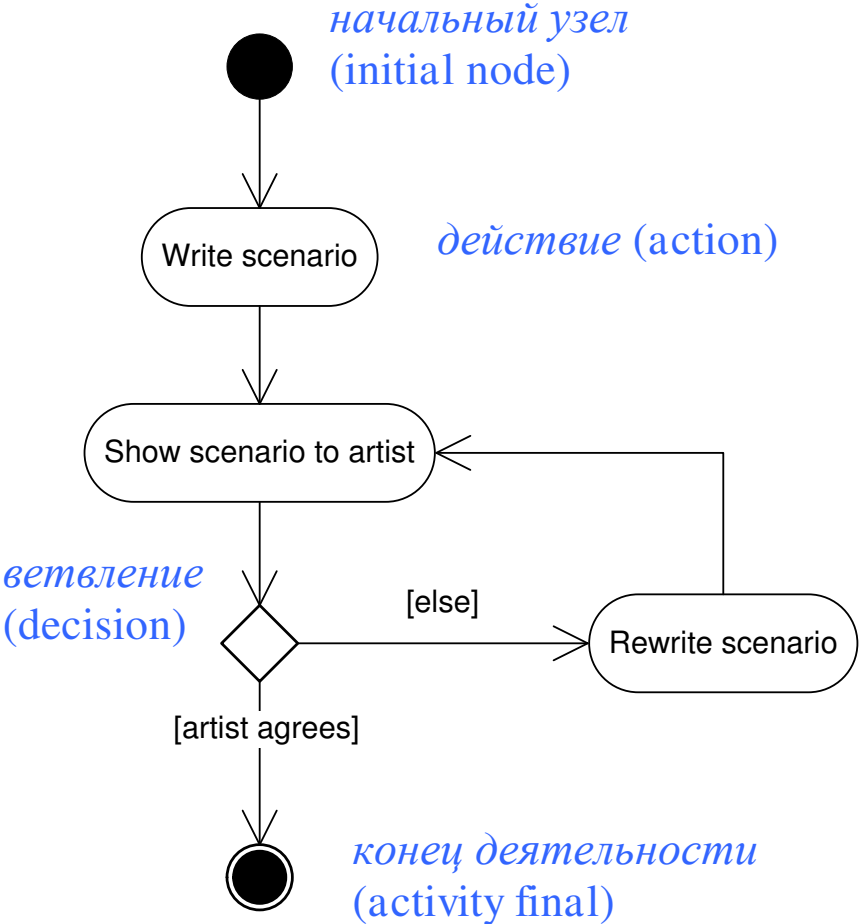 начальный узел
(initial node)
Write scenario
действие (action)
Show scenario to artist
ветвление
(decision)
[else]
Rewrite scenario
[artist agrees]
конец деятельности
(activity final)